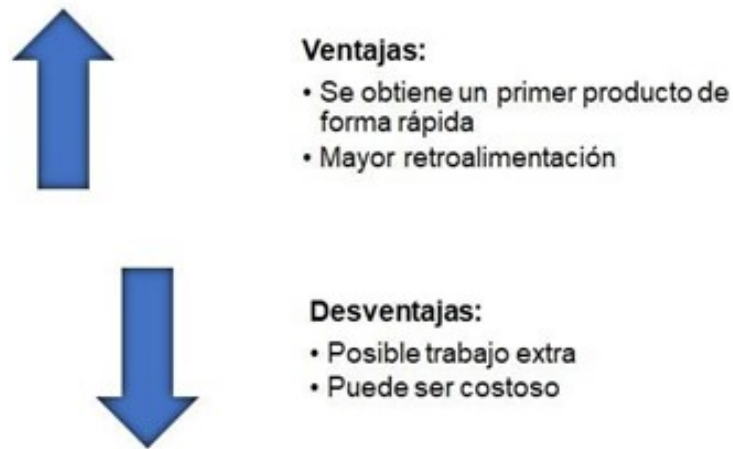 Ventajas:
• Se obtiene un primer producto de
forma rápida
• Mayor retroalimentación
Desventajas:
• Posible trabajo extra
• Puede ser costoso